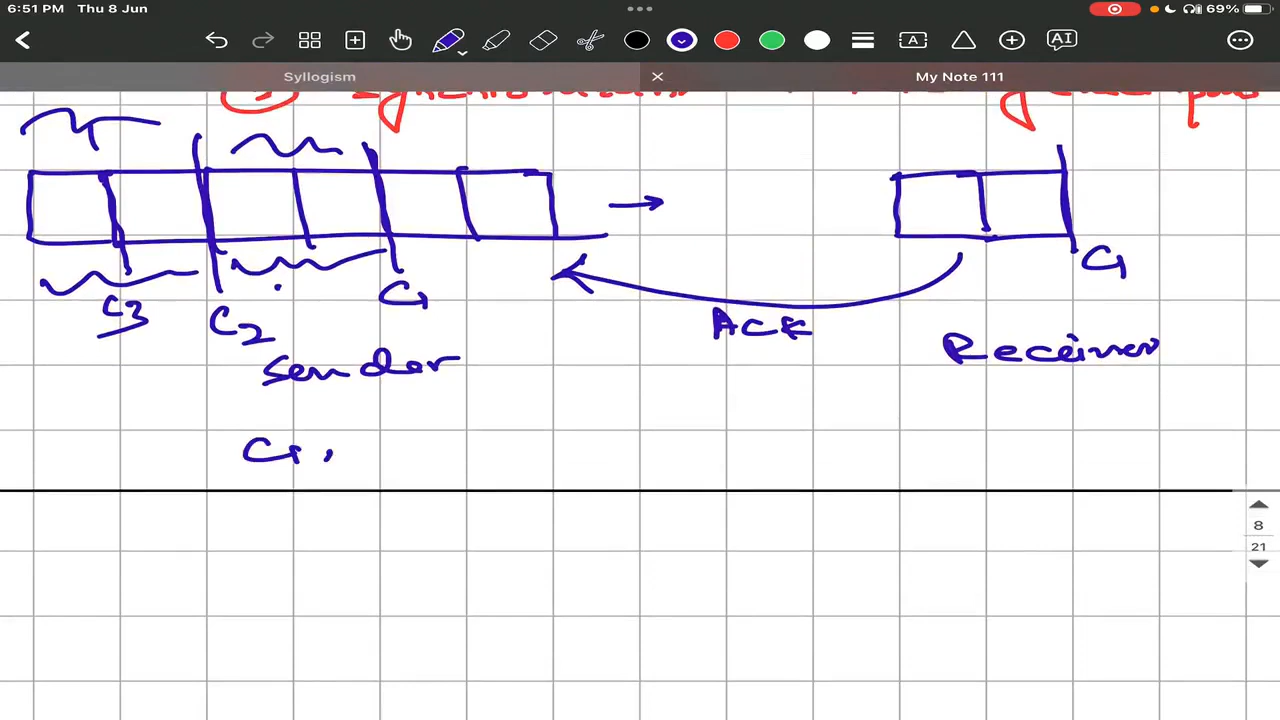 6:51 PM Thu 8 Jun
69%
A
AI
Syllogism
My Note 111
C1
C1
C3
C2
ACK
Receiver
Sender
C1,
8
21